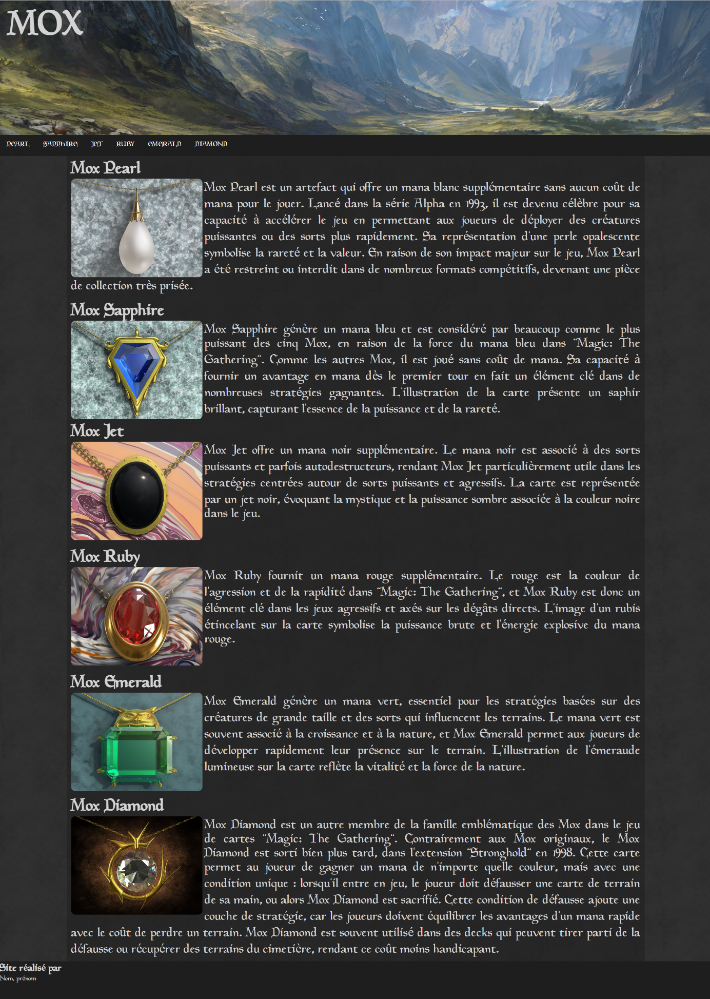 MOX
PEARL SAPPHIRE JET RUBY EMERALD DIAMOND
Mox Pearl
Mox Pearl est un artefact qui offre un mana blanc supplémentaire sans aucun coût de
mana pour le jouer. Lancé dans la série Alpha en 1993, il est devenu célèbre pour sa
capacité à accélérer le jeu en permettant aux joueurs de déployer des créatures
puissantes ou des sorts plus rapidement. Sa représentation d'une perle opalescente
symbolise la rareté et la valeur. En raison de son impact majeur sur le jeu, Mox Pearl
a été restreint ou interdit dans de nombreux formats compétitifs, devenant une pièce
de collection très prisée.
Mox Sapphire
Mox Sapphire génère un mana bleu et est considéré par beaucoup comme le plus
puissant des cinq Mox, en raison de la force du mana bleu dans "Magic: The
Gathering". Comme les autres Mox, il est joué sans coût de mana. Sa capacité à
fournir un avantage en mana dès le premier tour en fait un élément clé dans de
nombreuses stratégies gagnantes. L'illustration de la carte présente un saphir
brillant, capturant l'essence de la puissance et de la rareté.
Mox Jet
Mox Jet offre un mana noir supplémentaire. Le mana noir est associé à des sorts
puissants et parfois autodestructeurs, rendant Mox Jet particulièrement utile dans les
stratégies centrées autour de sorts puissants et agressifs. La carte est représentée
par un jet noir, évoquant la mystique et la puissance sombre associée à la couleur noire
dans le jeu.
Mox Ruby
Mox Ruby fournit un mana rouge supplémentaire. Le rouge est la couleur de
l'agression et de la rapidité dans "Magic: The Gathering", et Mox Ruby est donc un
élément clé dans les jeux agressifs et axés sur les dégâts directs. L'image d'un rubis
étincelant sur la carte symbolise la puissance brute et l'énergie explosive du mana
rouge.
Mox Emerald
Mox Emerald génère un mana vert, essentiel pour les stratégies basées sur des
créatures de grande taille et des sorts qui influencent les terrains. Le mana vert est
souvent associé à la croissance et à la nature, et Mox Emerald permet aux joueurs de
développer rapidement leur présence sur le terrain. L'illustration de l'émeraude
lumineuse sur la carte reflète la vitalité et la force de la nature.
Mox Diamond
Mox Diamond est un autre membre de la famille emblématique des Mox dans le jeu
de cartes "Magic: The Gathering". Contrairement aux Mox originaux, le Mox
Diamond est sorti bien plus tard, dans l'extension "Stronghold" en 1998. Cette carte
permet au joueur de gagner un mana de n'importe quelle couleur, mais avec une
condition unique : lorsqu'il entre en jeu, le joueur doit défausser une carte de terrain
de sa main, ou alors Mox Diamond est sacrifié. Cette condition de défausse ajoute une
couche de stratégie, car les joueurs doivent équilibrer les avantages d'un mana rapide
avec le coût de perdre un terrain. Mox Diamond est souvent utilisé dans des decks qui peuvent tirer parti de la
défausse ou récupérer des terrains du cimetière, rendant ce coût moins handicapant.
Site réalisé par
Nom, prénom